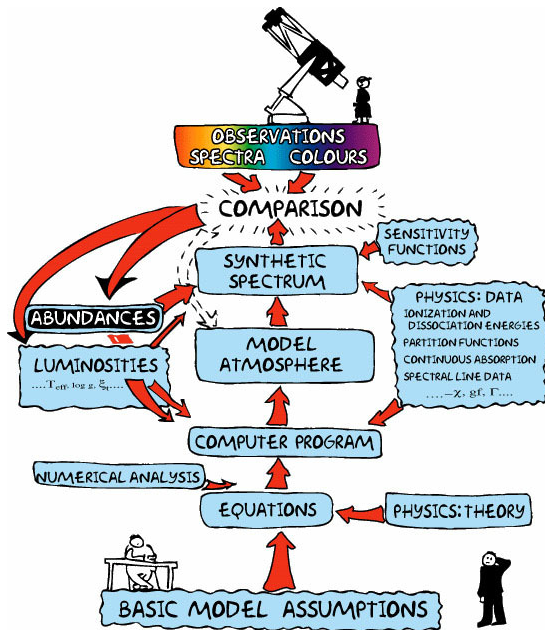 OBSERVATIONS
SPECTRA COLOURS
COMPARISON
SENSITIVITY
FUNCTIONS
SYNTHETIC
SPECTRUM
PHYSICS: DATA
IONIZATION AND
DISSOCIATION ENERGIES
PARTITION FUNCTIONS
CONTINUOUS ABSORPTION
SPECTRAL LINE DATA
....–χ, gf, Γ....
ABUNDANCES
LUMINOSITIES
....Teff, log g, ξt....
MODEL
ATMOSPHERE
COMPUTER PROGRAM
NUMERICAL ANALYSIS
EQUATIONS
PHYSICS:THEORY
BASIC MODEL ASSUMPTIONS